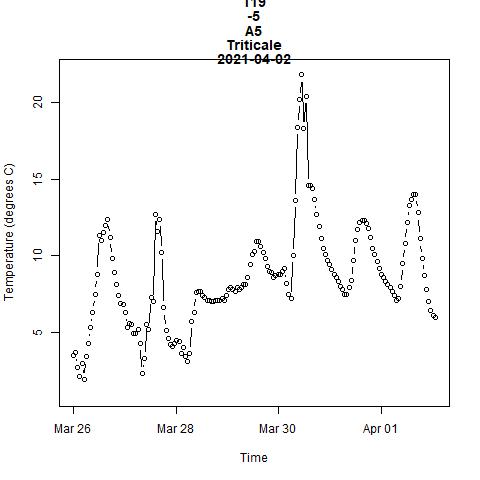 T19
-5
A5
Triticale
2021-04-02
20
15
10
5
Temperature (degrees C)
Mar 26
Mar 28
Mar 30
Apr 01
Time